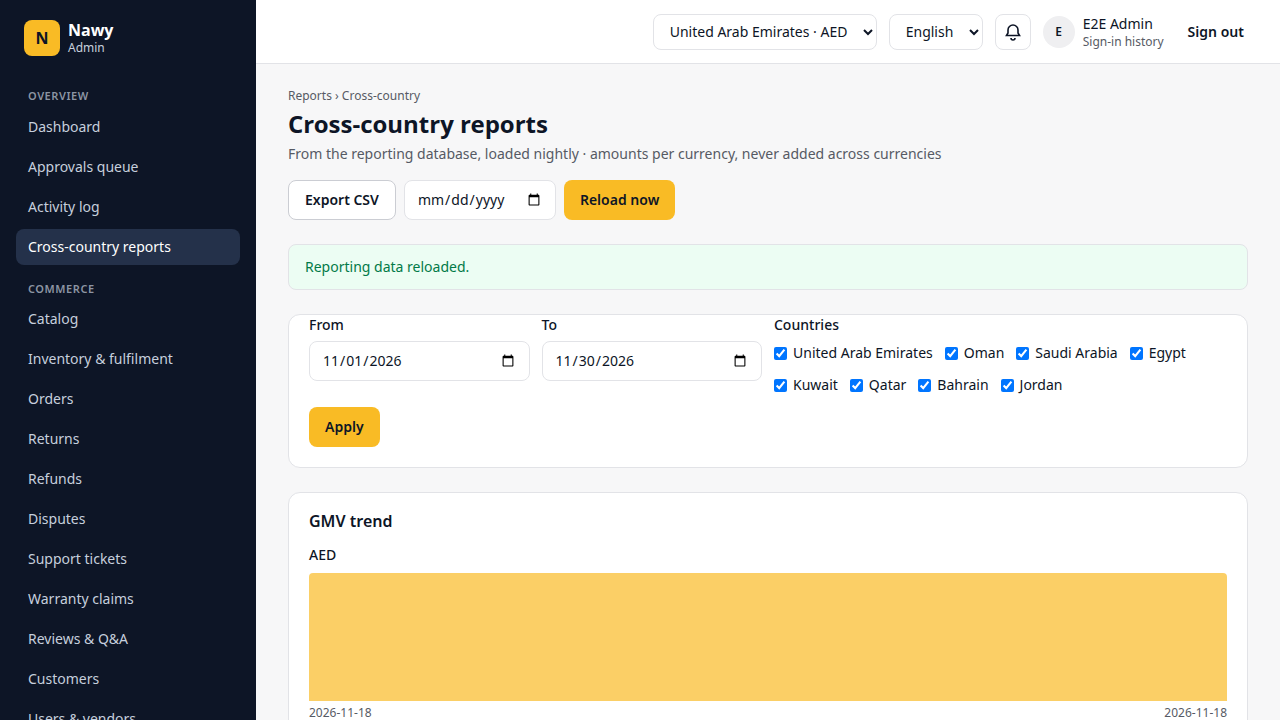 N
Nawy
Admin
United Arab Emirates · AED
English
E
E2E Admin
Sign-in history
Sign out
OVERVIEW
Dashboard
Approvals queue
Activity log
Cross-country reports
COMMERCE
Catalog
Inventory & fulfilment
Orders
Returns
Refunds
Disputes
Support tickets
Warranty claims
Reviews & Q&A
Customers
Users & vendors
Reports › Cross-country
Cross-country reports
From the reporting database, loaded nightly · amounts per currency, never added across currencies
Export CSV
mm/dd/yyyy
Reload now
Reporting data reloaded.
From
To
Countries
11/01/2026
11/30/2026
United Arab Emirates
Oman
Saudi Arabia
Egypt
Kuwait
Qatar
Bahrain
Jordan
Apply
GMV trend
AED
2026-11-18
2026-11-18